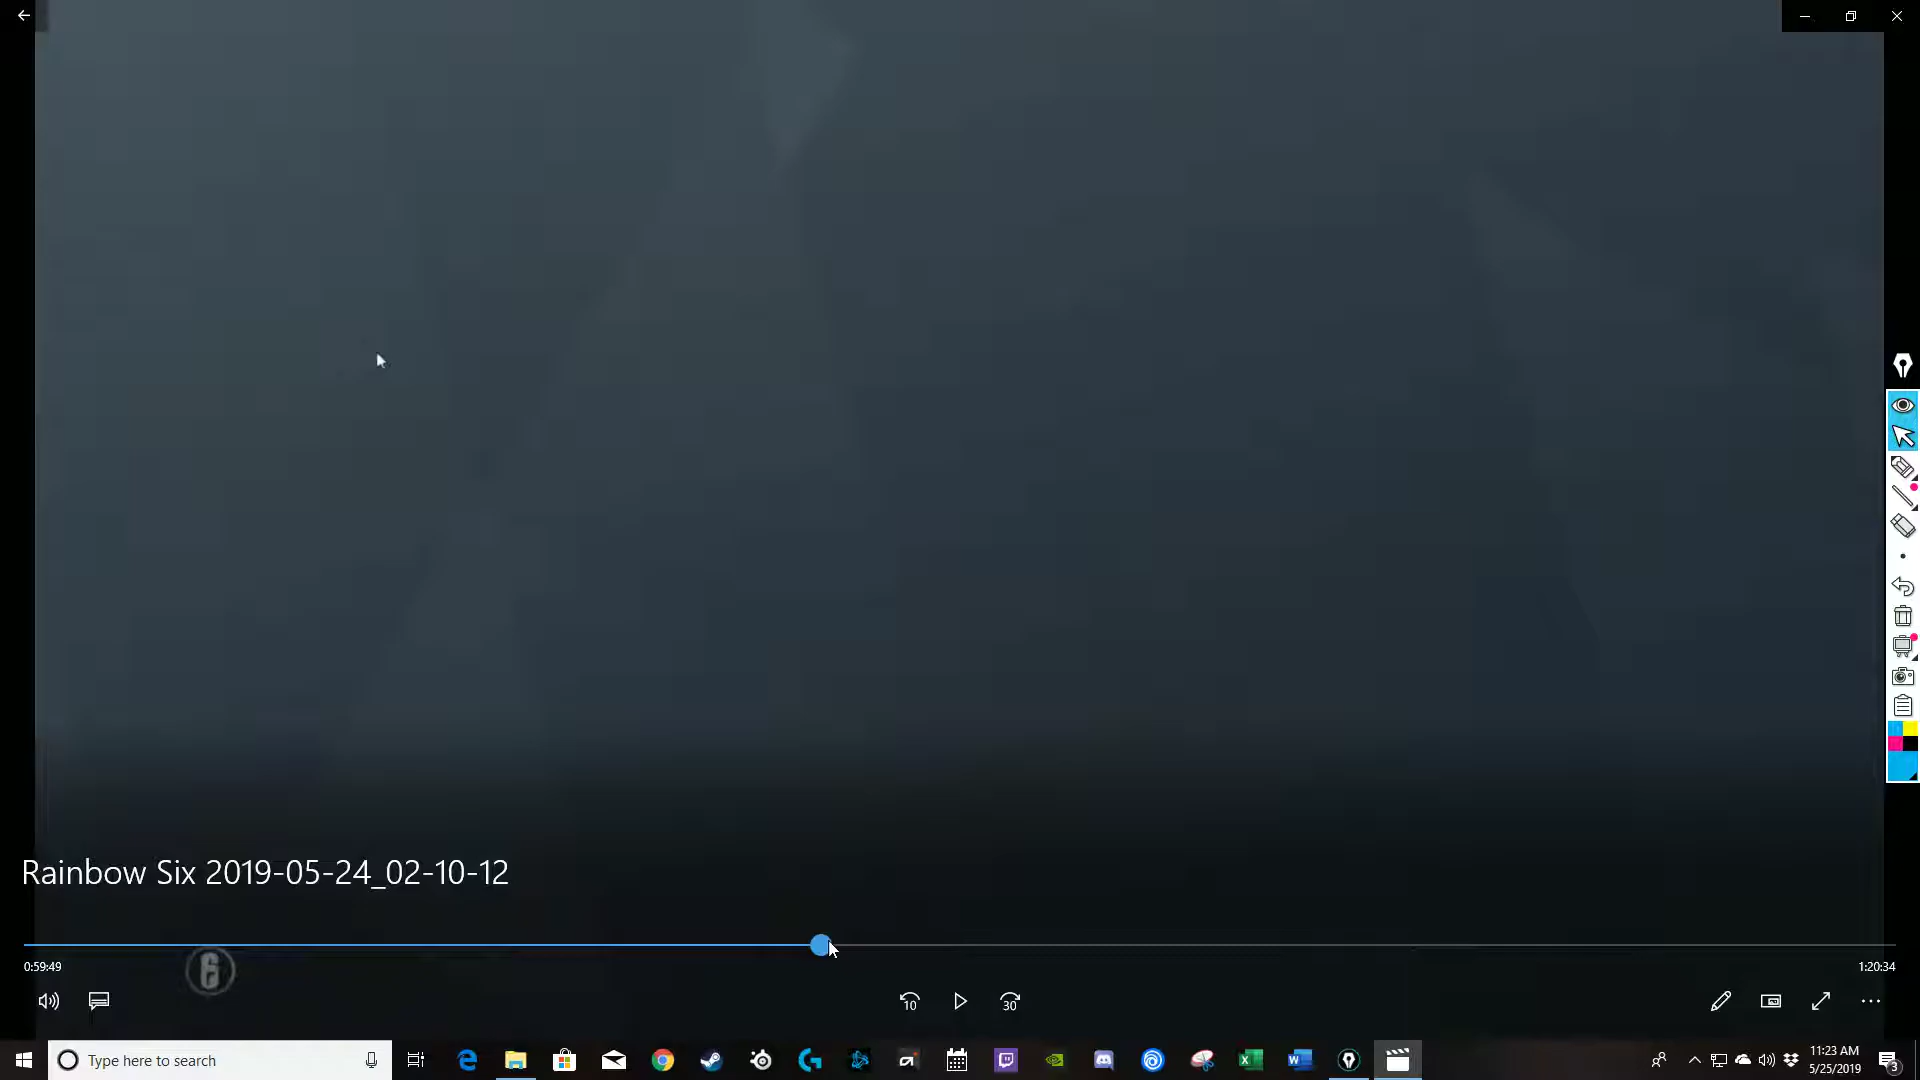 Rainbow Six 2019-05-24_02-10-12
0:59:49
1:20:34
10
30
Type here to search
11:23 AM
5/25/2019
3